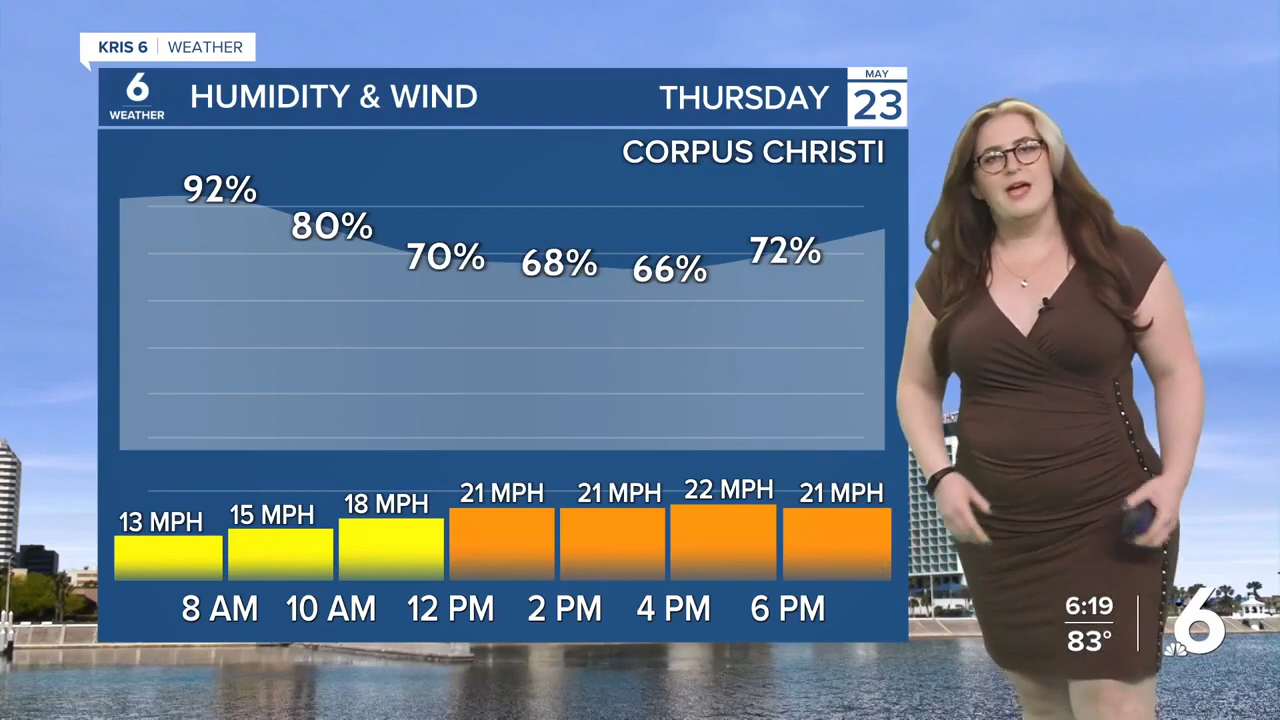 KRIS 6 | WEATHER
6
WEATHER
HUMIDITY & WIND
THURSDAY
MAY
23
CORPUS CHRISTI
92%
80%
70%
68%
66%
72%
13 MPH
15 MPH
18 MPH
21 MPH
21 MPH
22 MPH
21 MPH
8 AM
10 AM
12 PM
2 PM
4 PM
6 PM
6:19
83°
6